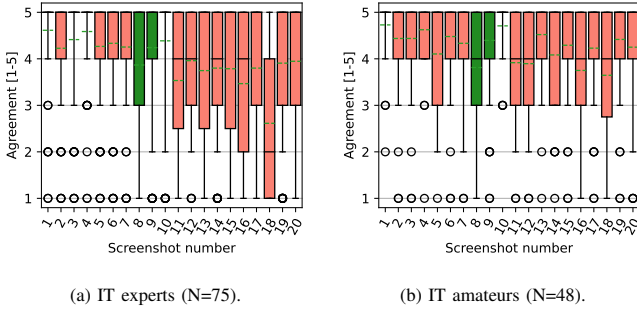 5
4
3
2
1
Agreement [1-5]
1 2 3 4 5 6 7 8 9 10 11 12 13 14 15 16 17 18 19 20
Screenshot number
(a) IT experts (N=75).
5
4
3
2
1
Agreement [1-5]
1 2 3 4 5 6 7 8 9 10 11 12 13 14 15 16 17 18 19 20
Screenshot number
(b) IT amateurs (N=48).